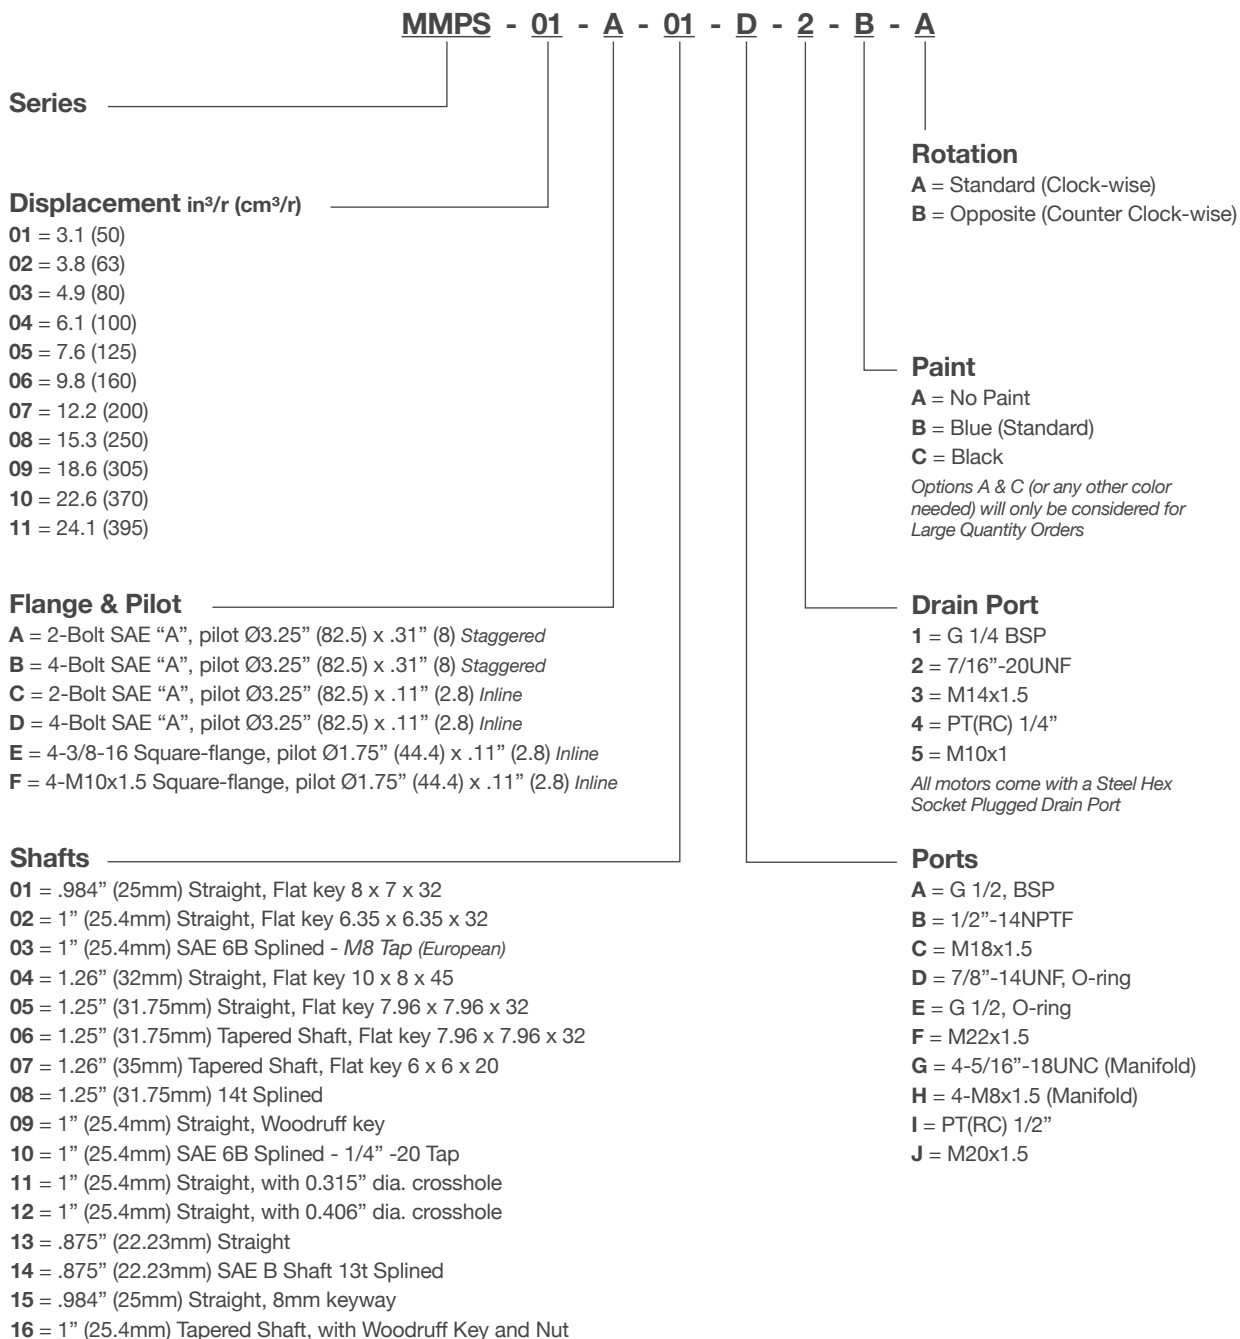 MMPS - 01 - A - 01 - D - 2 - B - A
Series
Displacement in³/r (cm³/r)
01 = 3.1 (50)
02 = 3.8 (63)
03 = 4.9 (80)
04 = 6.1 (100)
05 = 7.6 (125)
06 = 9.8 (160)
07 = 12.2 (200)
08 = 15.3 (250)
09 = 18.6 (305)
10 = 22.6 (370)
11 = 24.1 (395)
Flange & Pilot
A = 2-Bolt SAE “A”, pilot Ø3.25” (82.5) x .31” (8) Staggered
B = 4-Bolt SAE “A”, pilot Ø3.25” (82.5) x .31” (8) Staggered
C = 2-Bolt SAE “A”, pilot Ø3.25” (82.5) x .11” (2.8) Inline
D = 4-Bolt SAE “A”, pilot Ø3.25” (82.5) x .11” (2.8) Inline
E = 4-3/8-16 Square-flange, pilot Ø1.75” (44.4) x .11” (2.8) Inline
F = 4-M10x1.5 Square-flange, pilot Ø1.75” (44.4) x .11” (2.8) Inline
Shafts
01 = .984” (25mm) Straight, Flat key 8 x 7 x 32
02 = 1” (25.4mm) Straight, Flat key 6.35 x 6.35 x 32
03 = 1” (25.4mm) SAE 6B Splined - M8 Tap (European)
04 = 1.26” (32mm) Straight, Flat key 10 x 8 x 45
05 = 1.25” (31.75mm) Straight, Flat key 7.96 x 7.96 x 32
06 = 1.25” (31.75mm) Tapered Shaft, Flat key 7.96 x 7.96 x 32
07 = 1.26” (35mm) Tapered Shaft, Flat key 6 x 6 x 20
08 = 1.25” (31.75mm) 14t Splined
09 = 1” (25.4mm) Straight, Woodruff key
10 = 1” (25.4mm) SAE 6B Splined - 1/4” -20 Tap
11 = 1” (25.4mm) Straight, with 0.315” dia. crosshole
12 = 1” (25.4mm) Straight, with 0.406” dia. crosshole
13 = .875” (22.23mm) Straight
14 = .875” (22.23mm) SAE B Shaft 13t Splined
15 = .984” (25mm) Straight, 8mm keyway
16 = 1” (25.4mm) Tapered Shaft, with Woodruff Key and Nut
Rotation
A = Standard (Clock-wise)
B = Opposite (Counter Clock-wise)
Paint
A = No Paint
B = Blue (Standard)
C = Black
Options A & C (or any other color
needed) will only be considered for
Large Quantity Orders
Drain Port
1 = G 1/4 BSP
2 = 7/16”-20UNF
3 = M14x1.5
4 = PT(RC) 1/4”
5 = M10x1
All motors come with a Steel Hex
Socket Plugged Drain Port
Ports
A = G 1/2, BSP
B = 1/2”-14NPTF
C = M18x1.5
D = 7/8”-14UNF, O-ring
E = G 1/2, O-ring
F = M22x1.5
G = 4-5/16”-18UNC (Manifold)
H = 4-M8x1.5 (Manifold)
I = PT(RC) 1/2”
J = M20x1.5